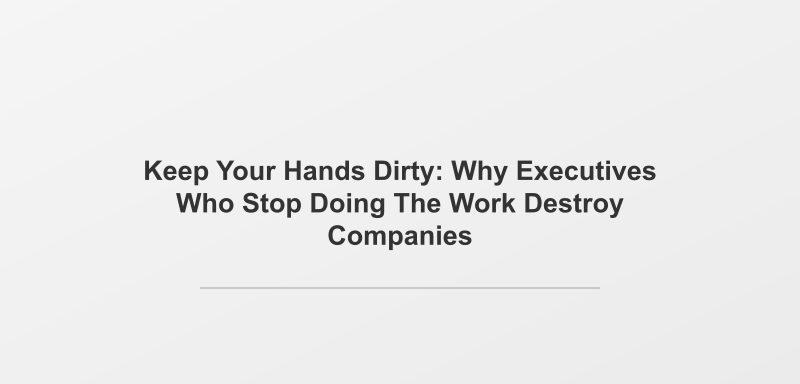 Keep Your Hands Dirty: Why Executives
Who Stop Doing The Work Destroy
Companies